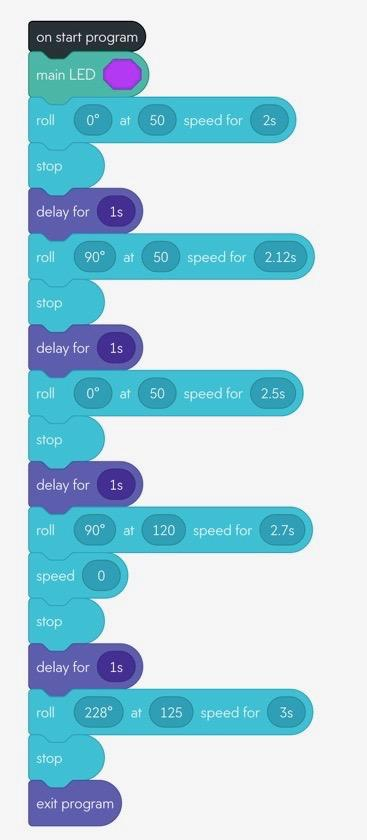 on start program
main LED
roll 0° at 50 speed for 2s
stop
delay for 1s
roll 90° at 50 speed for 2.12s
stop
delay for 1s
roll 0° at 50 speed for 2.5s
stop
delay for 1s
roll 90° at 120 speed for 2.7s
speed 0
stop
delay for 1s
roll 228° at 125 speed for 3s
stop
exit program